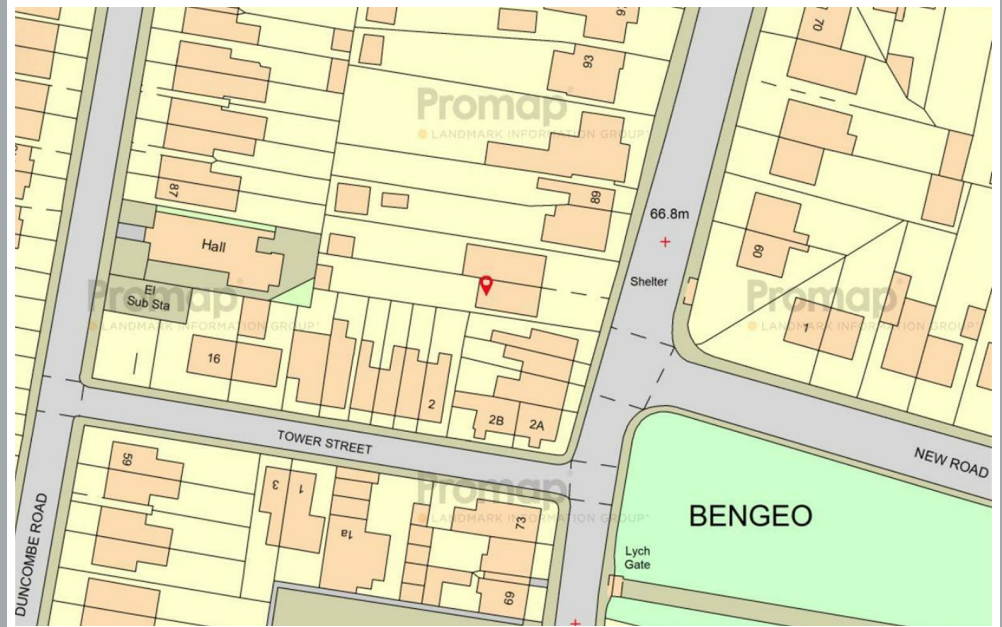 70
93
Promap
LANDMARK INFORMATION GROUP
87
89
66.8m
Hall
60
Shelter
El
Sub Sta
Promap
LANDMARK INFORMATION GROUP
Promap
LANDMARK INFORMATION GROUP
1
16
2
2B
2A
TOWER STREET
NEW ROAD
59
3
1
1a
Promap
LANDMARK INFORMATION GROUP
73
BENGEO
DUNCOMBE ROAD
Lych
Gate
69